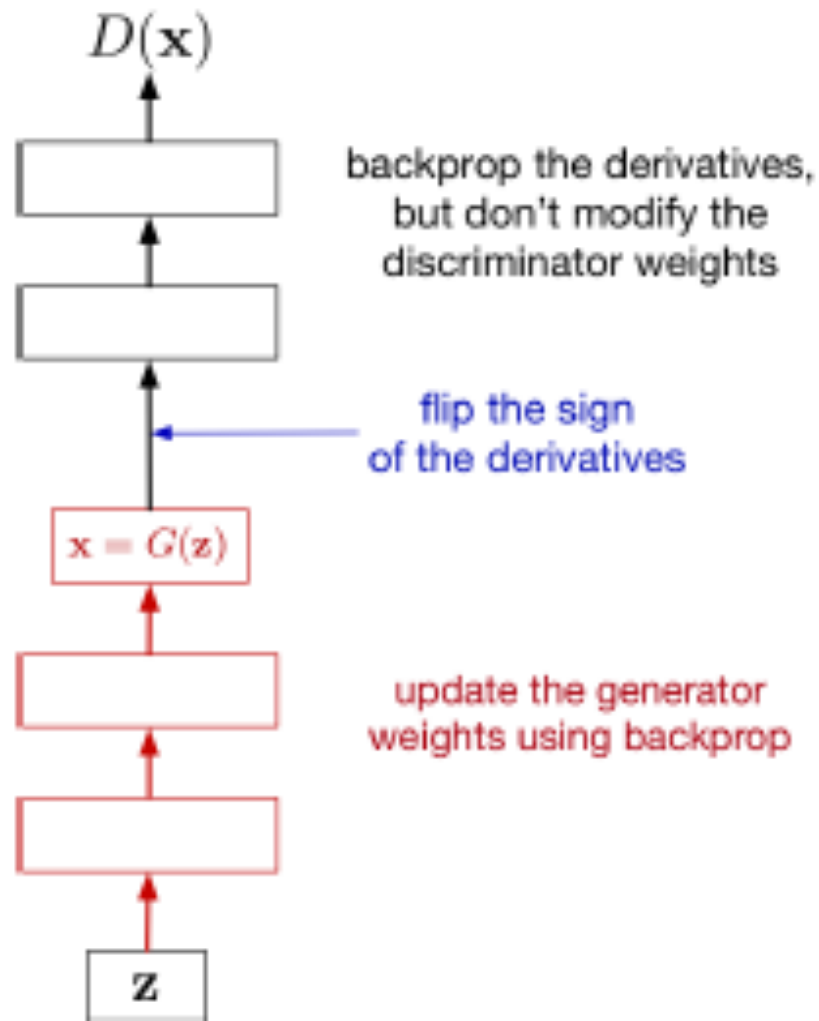 D(x)
backprop the derivatives,
but don't modify the
discriminator weights
flip the sign
of the derivatives
x = G(z)
update the generator
weights using backprop
z